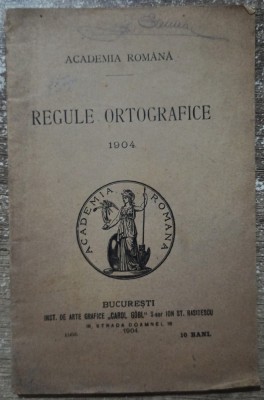 ACADEMIA ROMÂNĂ
REGULE ORTOGRAFICE
1904
ACADEMIA ROMANA
BUCUREȘTI
INST. DE ARTE GRAFICE „CAROL GÖBL” S-sor ION ST. RASIDESCU
16, STRADA DOAMNEI, 16
1904
10 BANI.